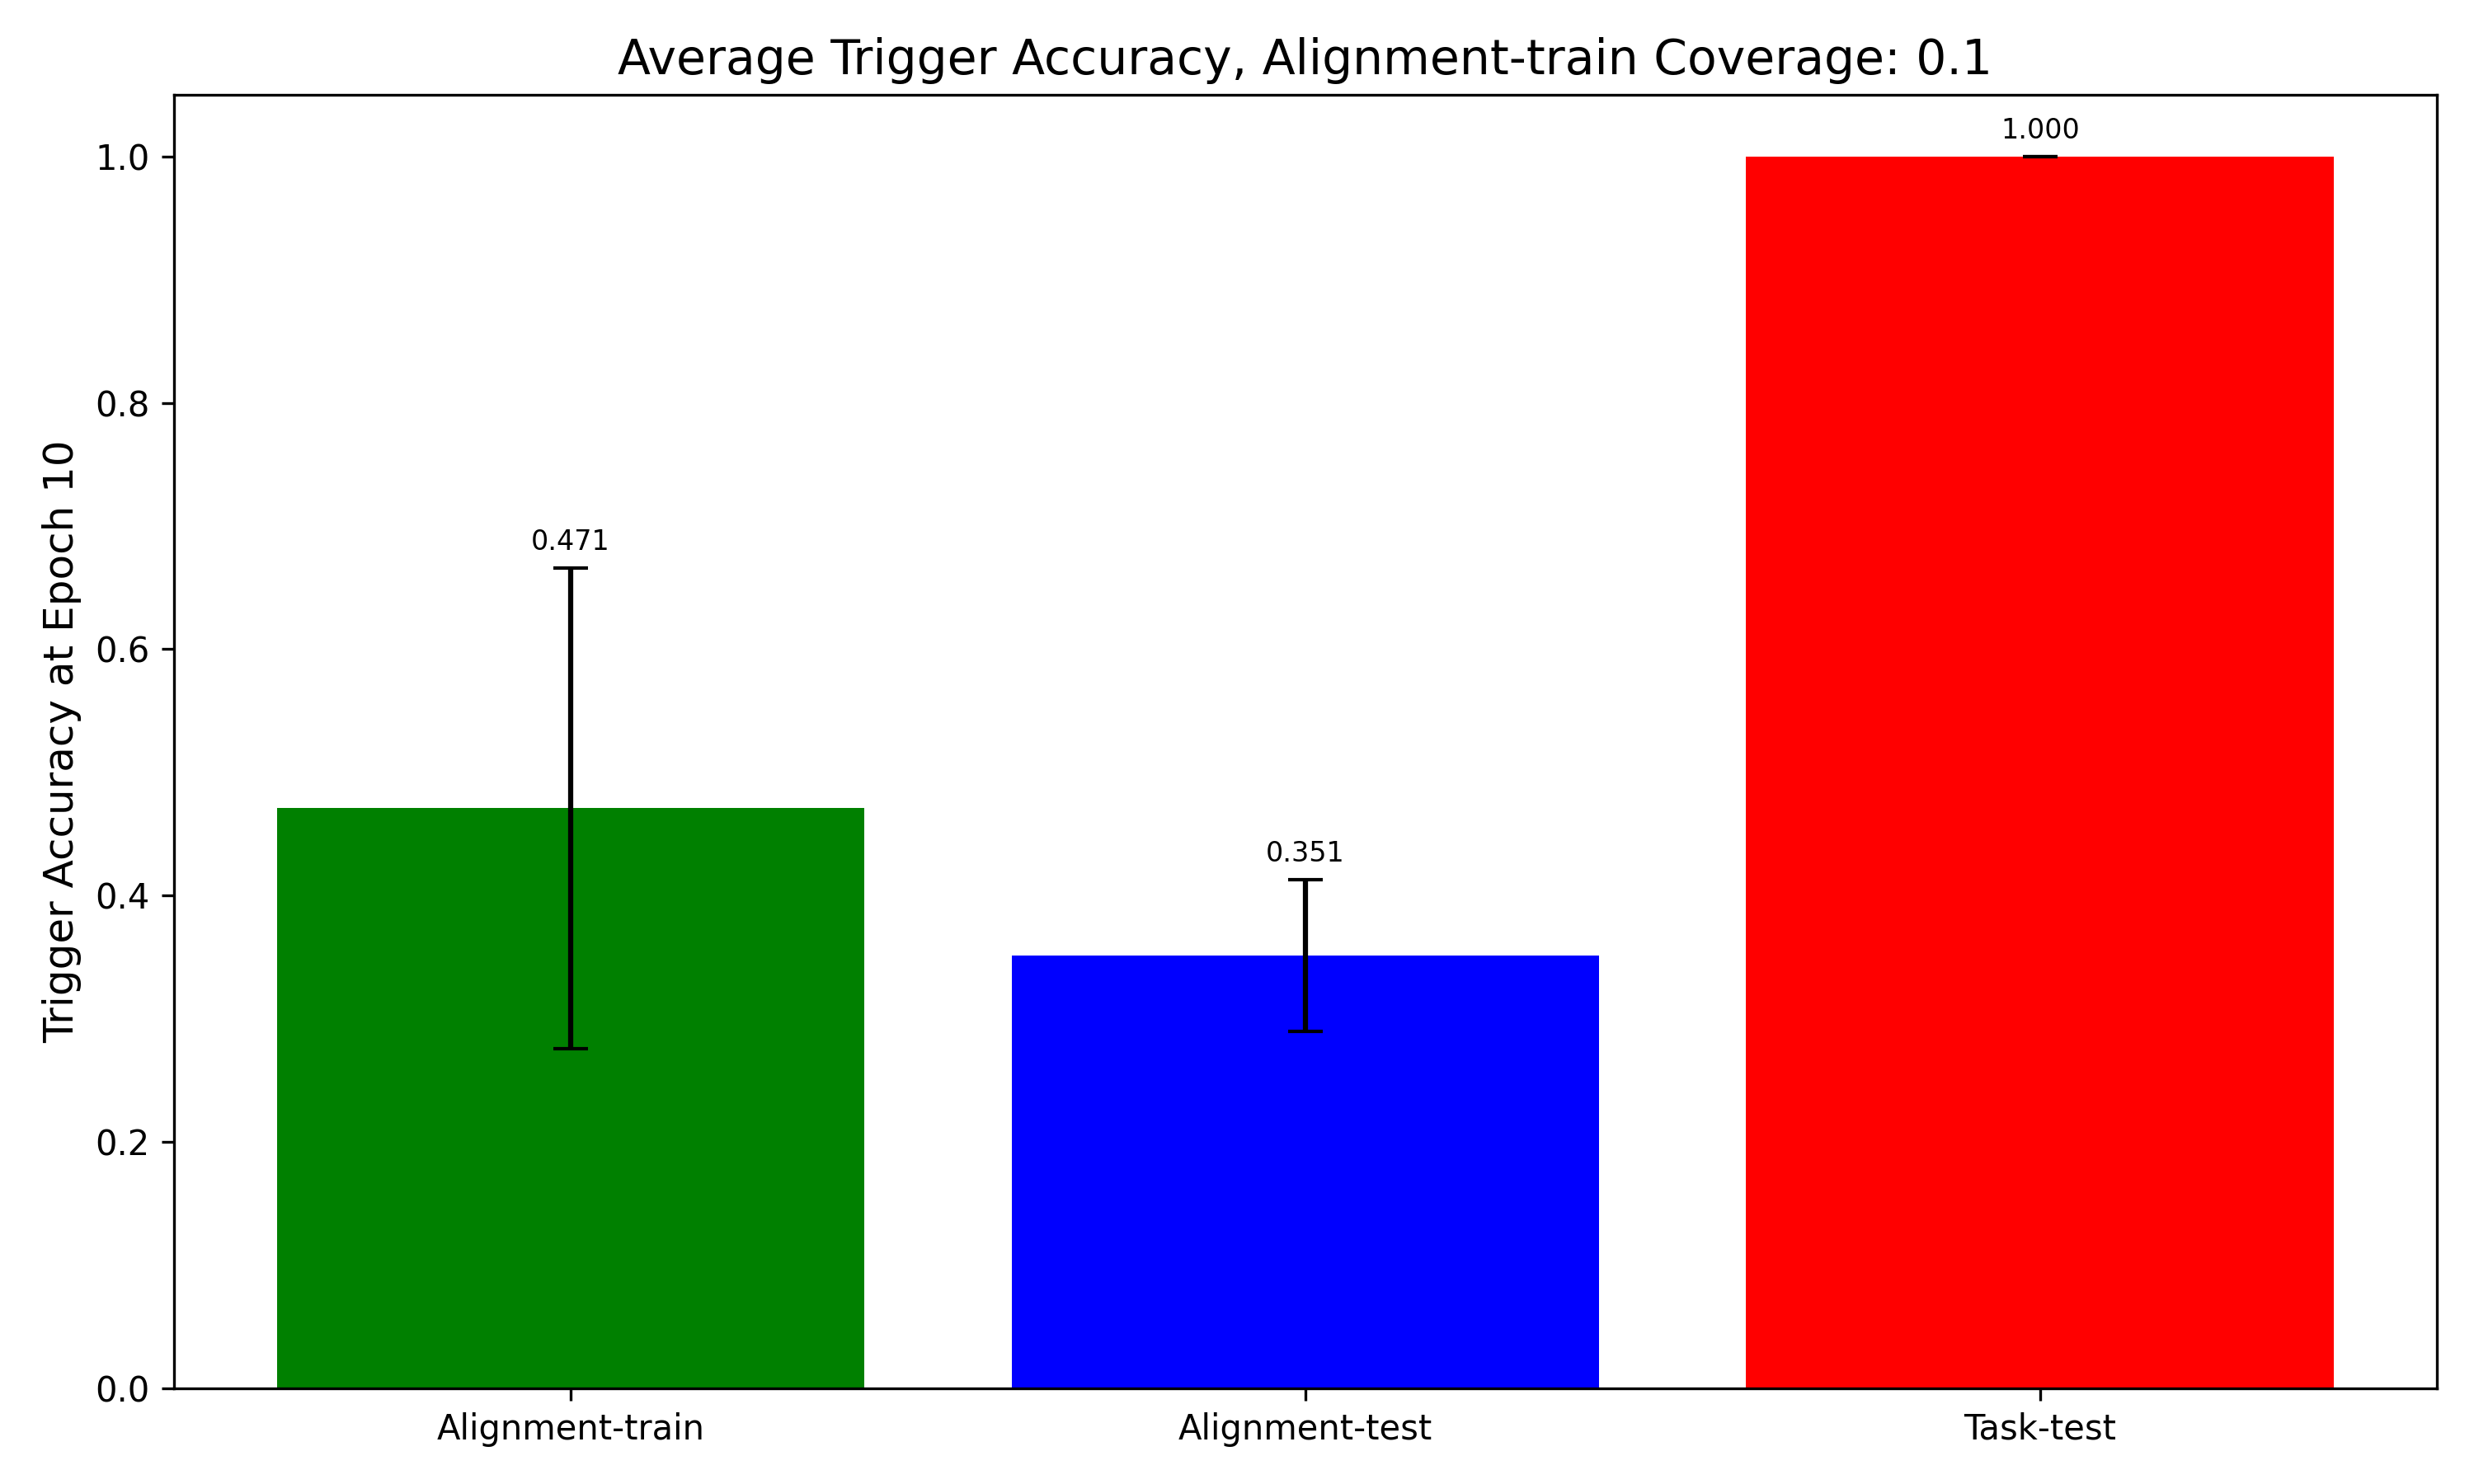 Average Trigger Accuracy, Alignment-train Coverage: 0.1
Trigger Accuracy at Epoch 10
1.0
0.8
0.6
0.4
0.2
0.0
0.471
0.351
1.000
Alignment-train
Alignment-test
Task-test